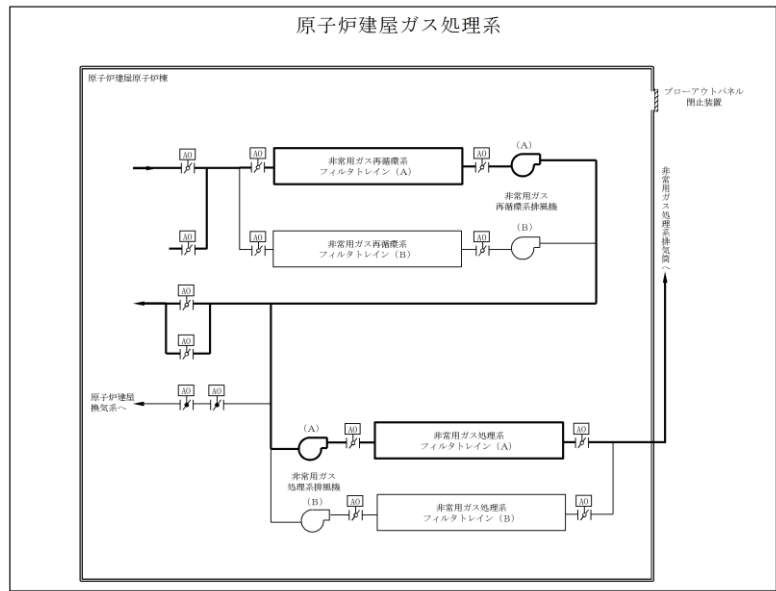 原子炉建屋ガス処理系
原子炉建屋原子炉棟
ブローアウトパネル
閉止装置
AO
AO
非常用ガス再循環系
フィルタトレイン（A）
AO
（A）
非常用ガス
再循環系排風機
AO
AO
非常用ガス再循環系
フィルタトレイン（B）
AO
（B）
非常用ガス処理系排気筒へ
AO
AO
原子炉建屋
換気系へ
AO
AO
（A）
AO
非常用ガス処理系
フィルタトレイン（A）
AO
非常用ガス
処理系排風機
（B）
AO
非常用ガス処理系
フィルタトレイン（B）
AO